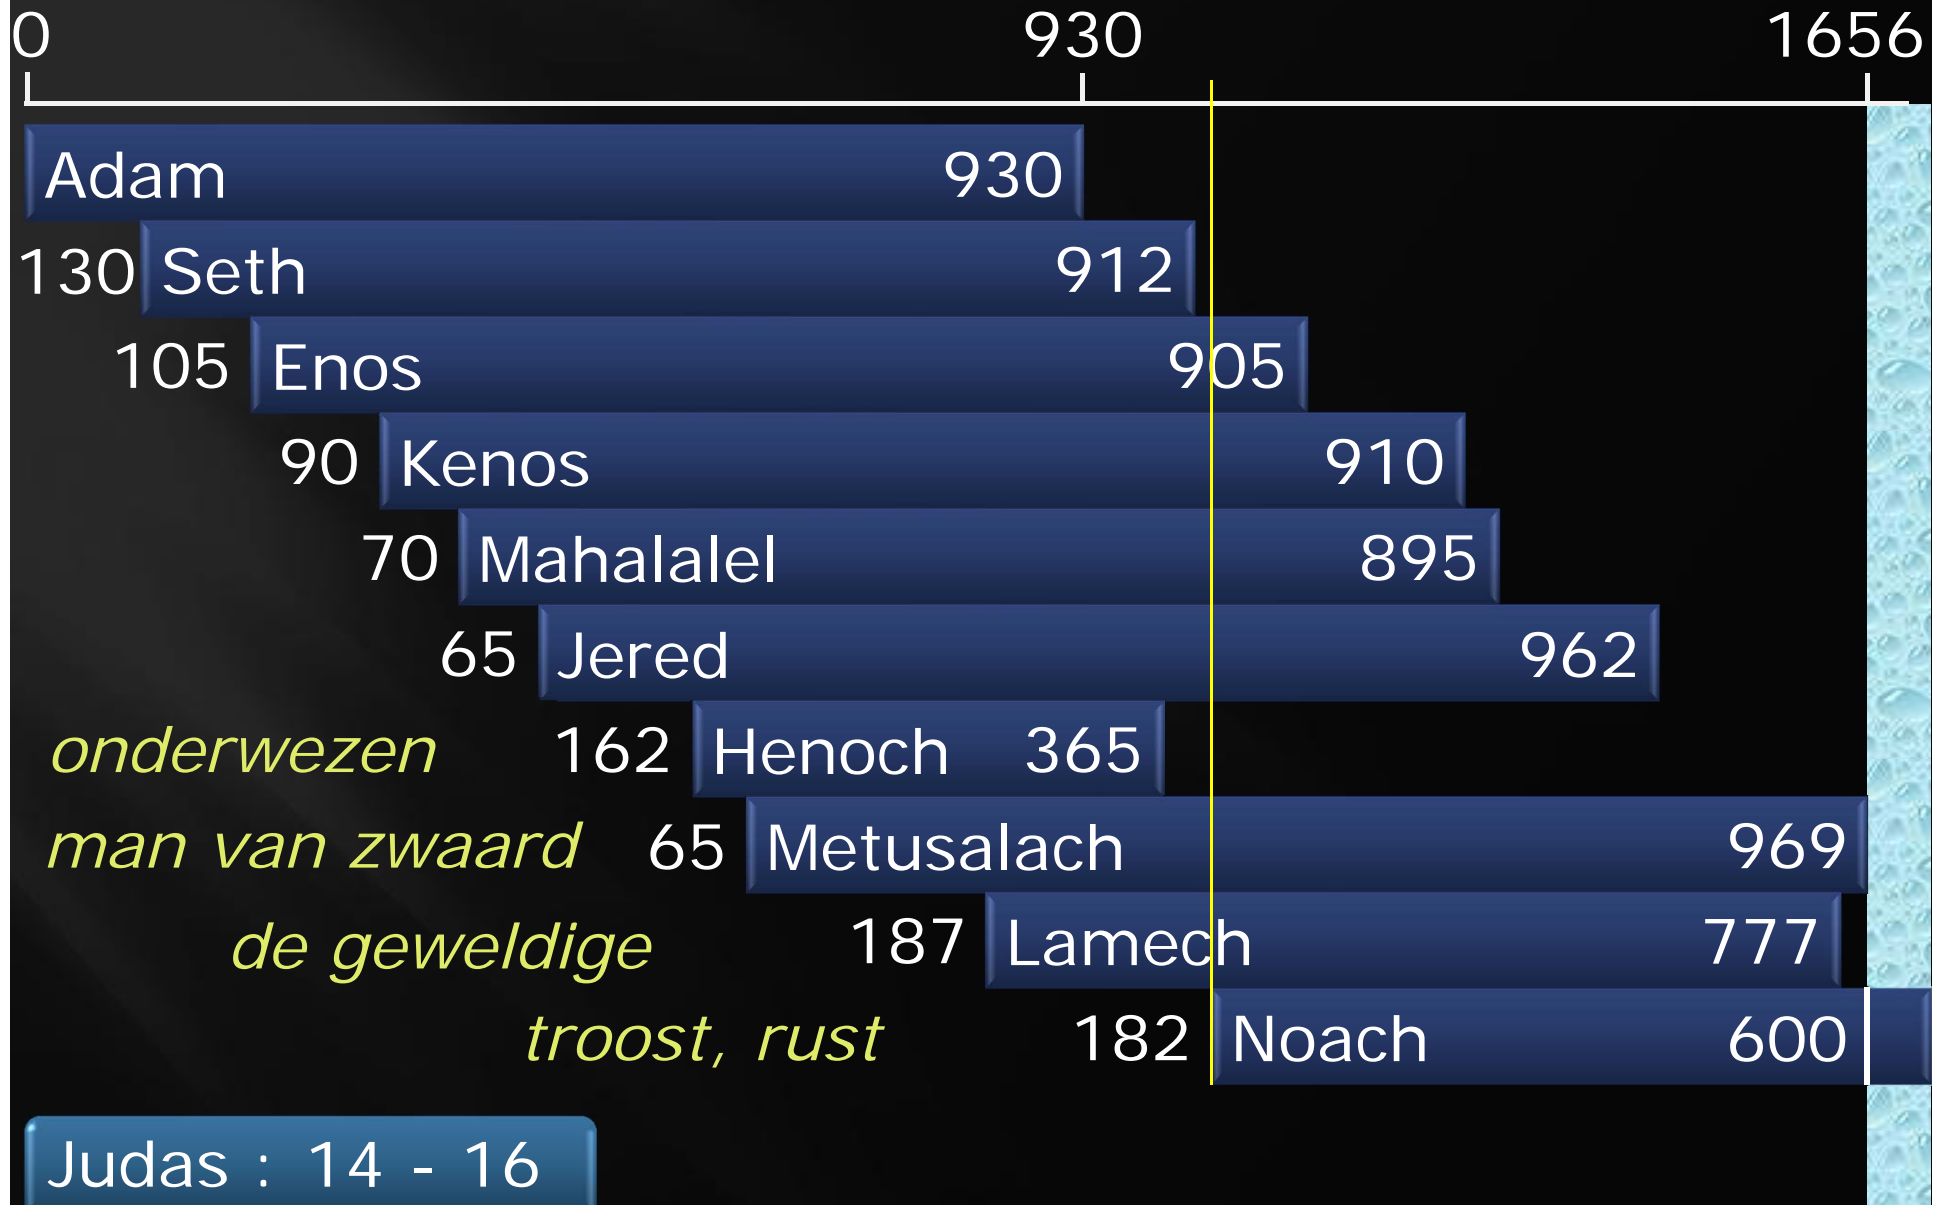 0 930 1656
Adam 930
130 Seth 912
105 Enos 905
90 Kenos 910
70 Mahalalel 895
65 Jered 962
onderwezen 162 Henoch 365
man van zwaard 65 Metusalach 969
de geweldige 187 Lamech 777
troost, rust 182 Noach 600
Judas : 14 - 16